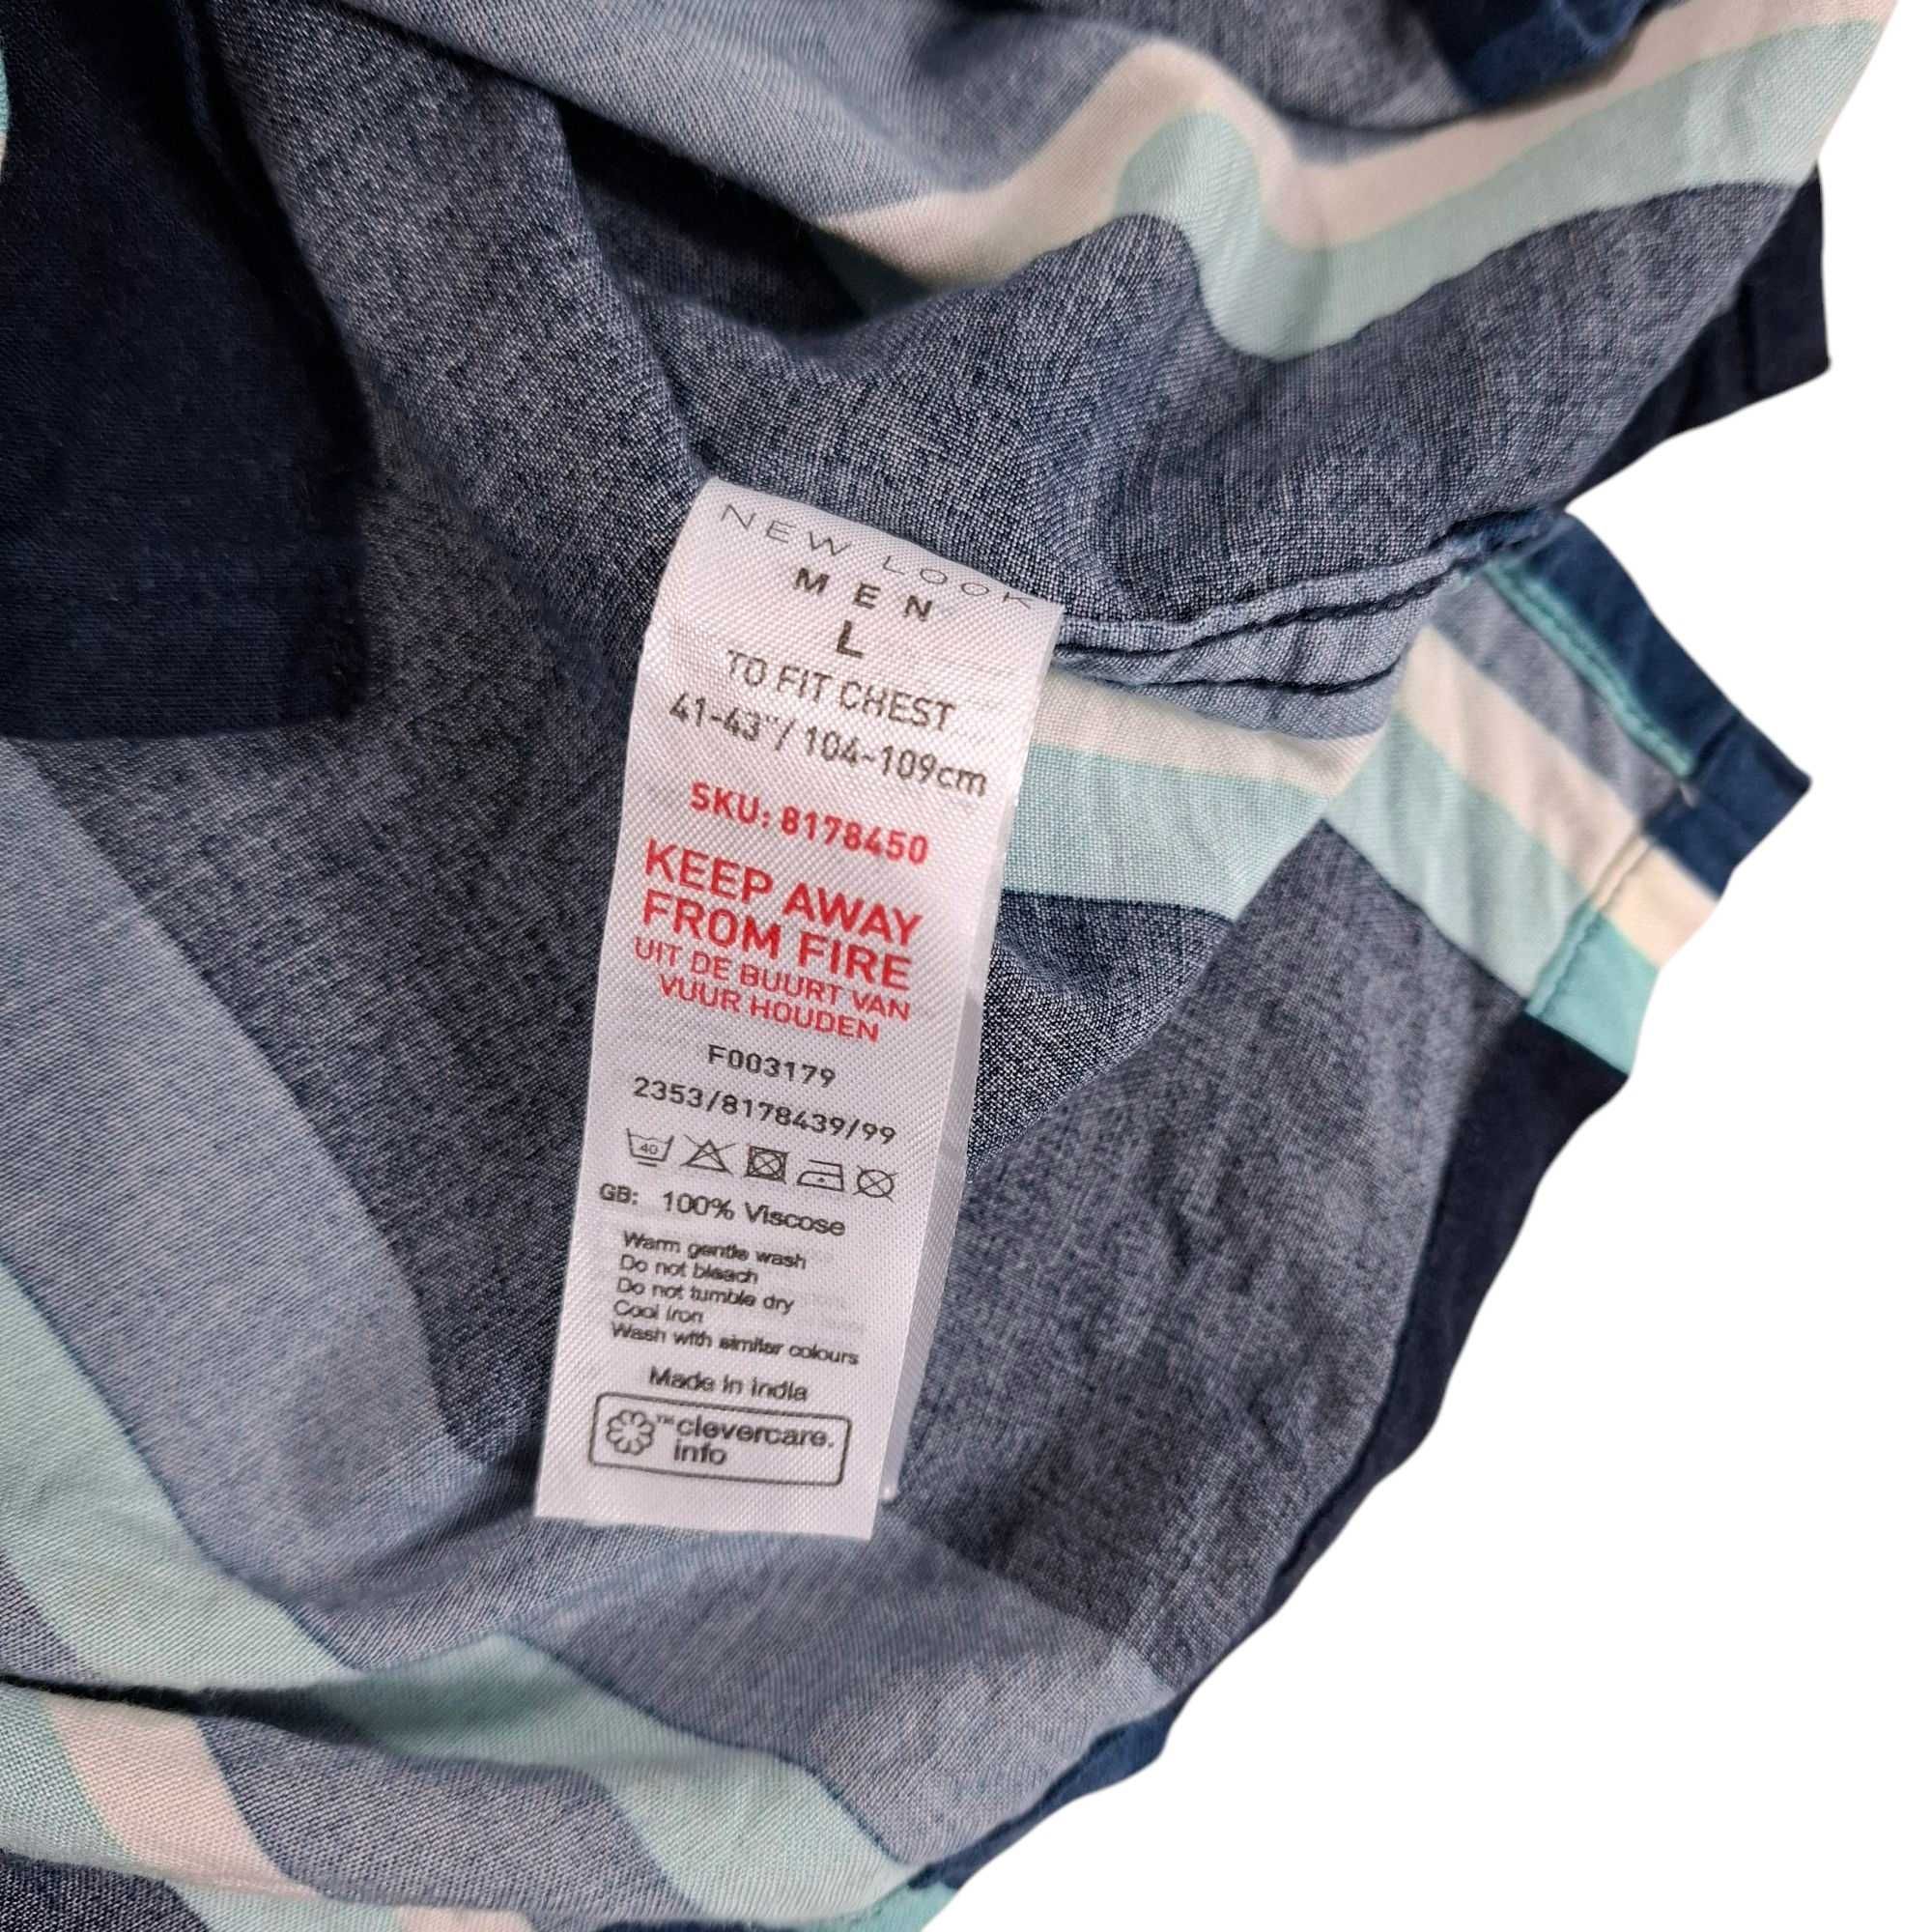 NEW LOOK
MEN
L
TO FIT CHEST
41-43"/104-109cm
SKU: 8178450
KEEP AWAY
FROM FIRE
UIT DE BUURT VAN
VUUR HOUDEN
F003179
2353/8178439/99
40
GB: 100% Viscose
Warm gentle wash
Do not bleach
Do not tumble dry
Cool iron
Wash with similar colours
Made in India
™clevercare.
info